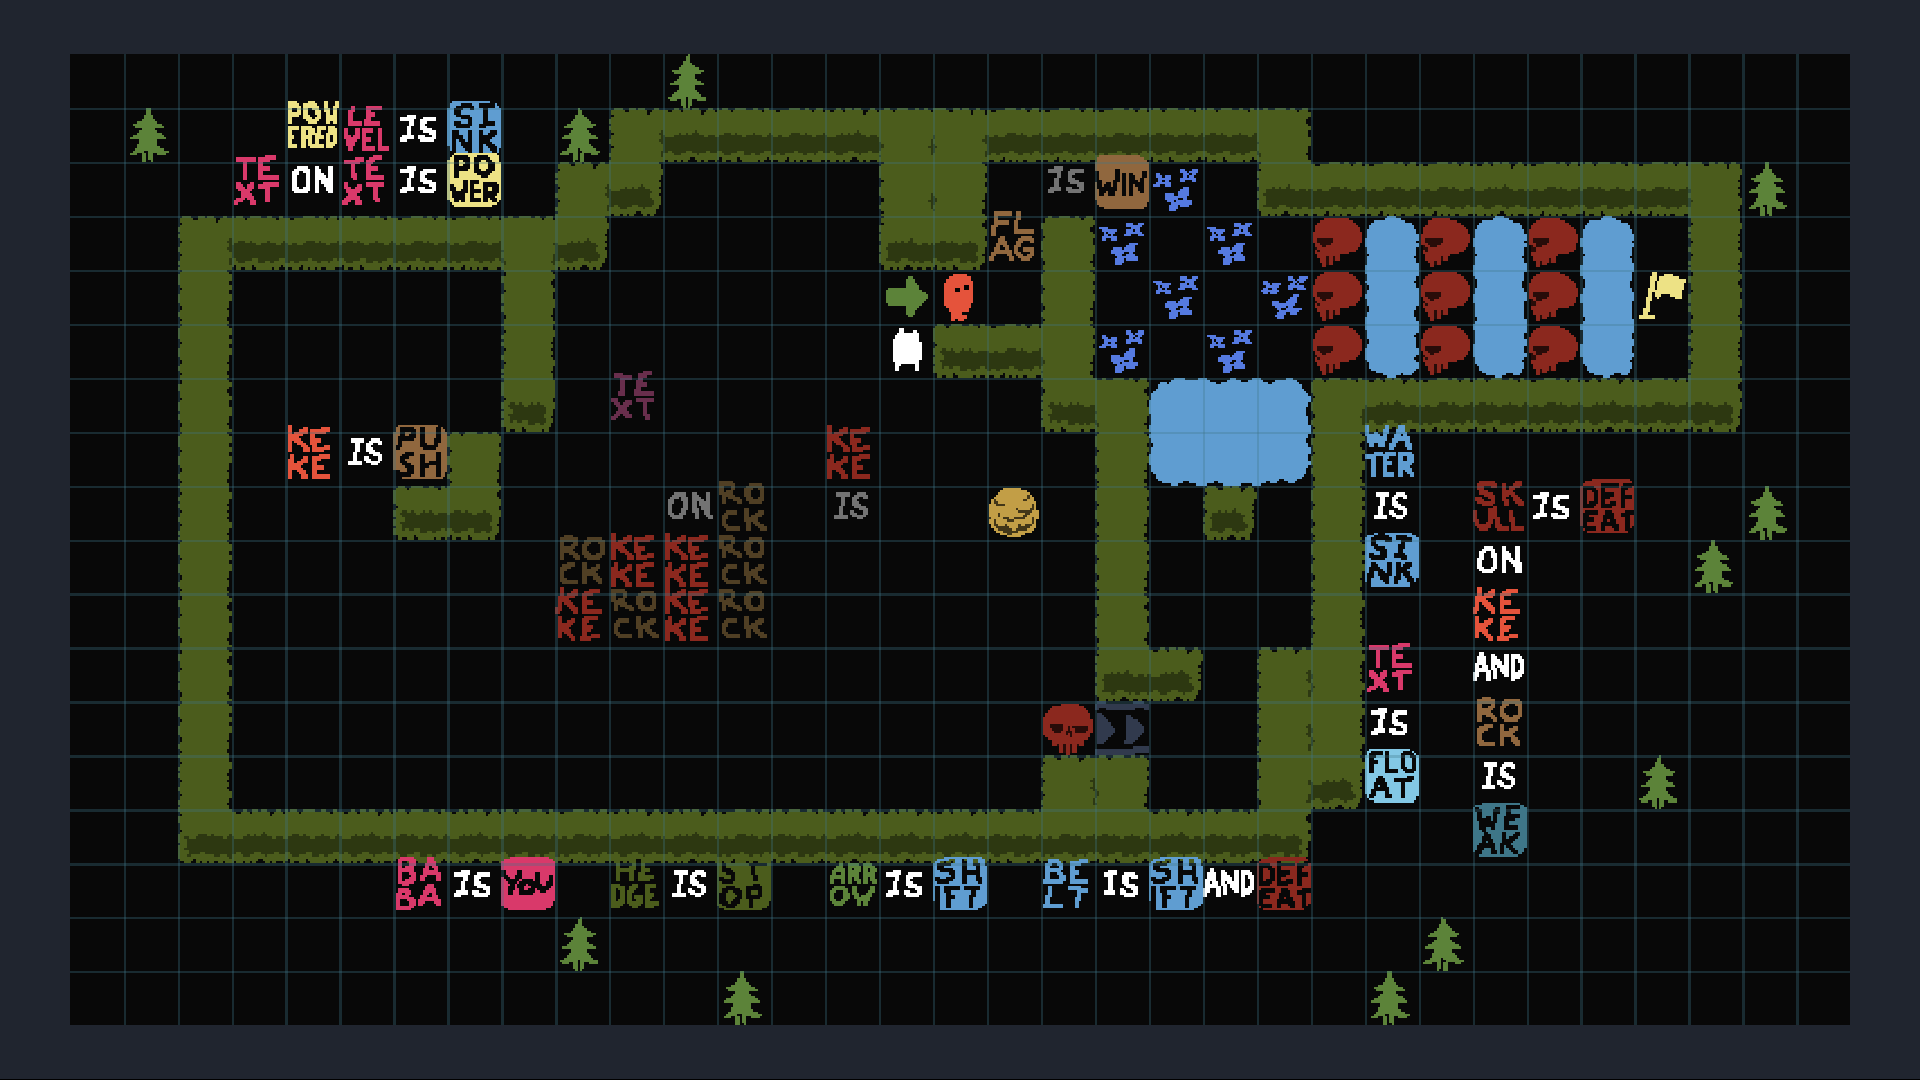 POWERED LEVEL IS SINK
TEXT ON TEXT IS POWER
IS WIN
FLAG
TEXT
KEKE IS PUSH
KEKE
WATER
ON ROCK
IS
IS
SKULL IS DEFEAT
ROCK KEKE KEKE ROCK
SINK
ON
KEKE ROCK KEKE ROCK
KEKE
TEXT
AND
IS
ROCK
FLOAT
IS
WEAK
BABA IS YOU
HEDGE IS STOP
ARROW IS SHIFT
BELT IS SHIFT AND DEFEAT